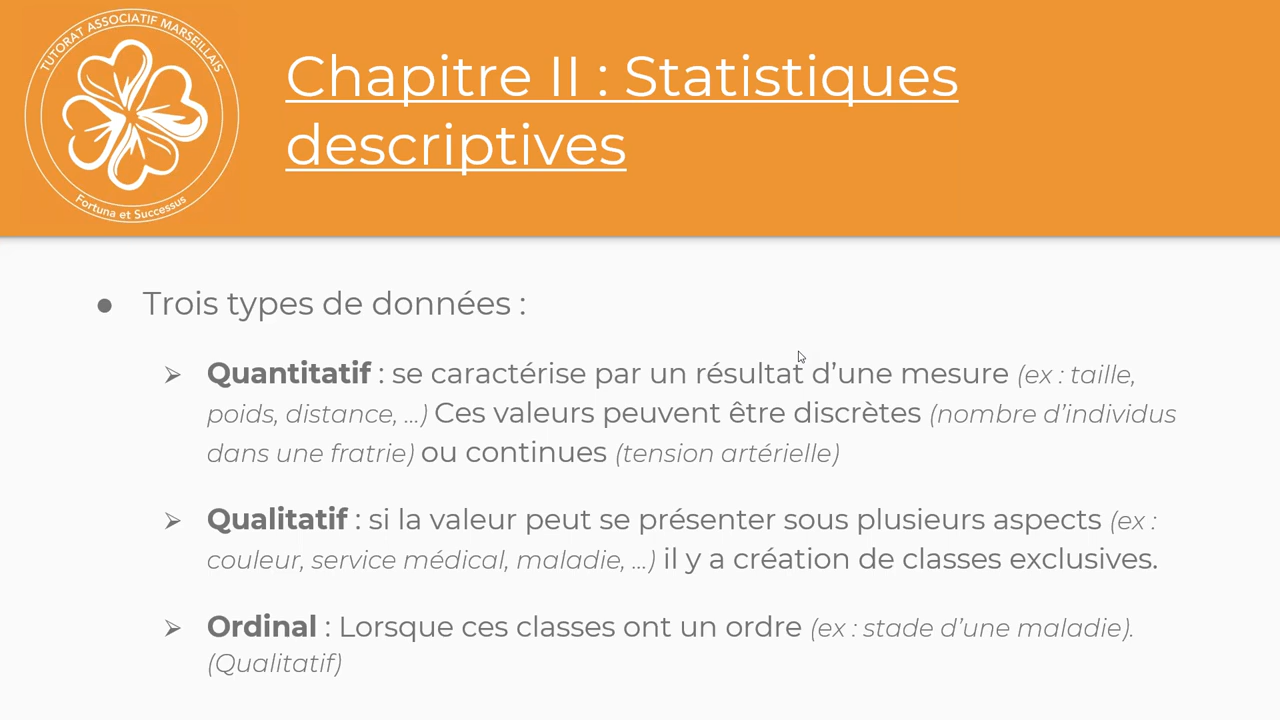 TUTORAT ASSOCIATIF MARSEILLAIS
Fortuna et Successus
Chapitre II : Statistiques
descriptives
● Trois types de données :
➢ Quantitatif : se caractérise par un résultat d’une mesure (ex : taille,
poids, distance, ...) Ces valeurs peuvent être discrètes (nombre d’individus
dans une fratrie) ou continues (tension artérielle)
➢ Qualitatif : si la valeur peut se présenter sous plusieurs aspects (ex :
couleur, service médical, maladie, ...) il y a création de classes exclusives.
➢ Ordinal : Lorsque ces classes ont un ordre (ex : stade d’une maladie).
(Qualitatif)